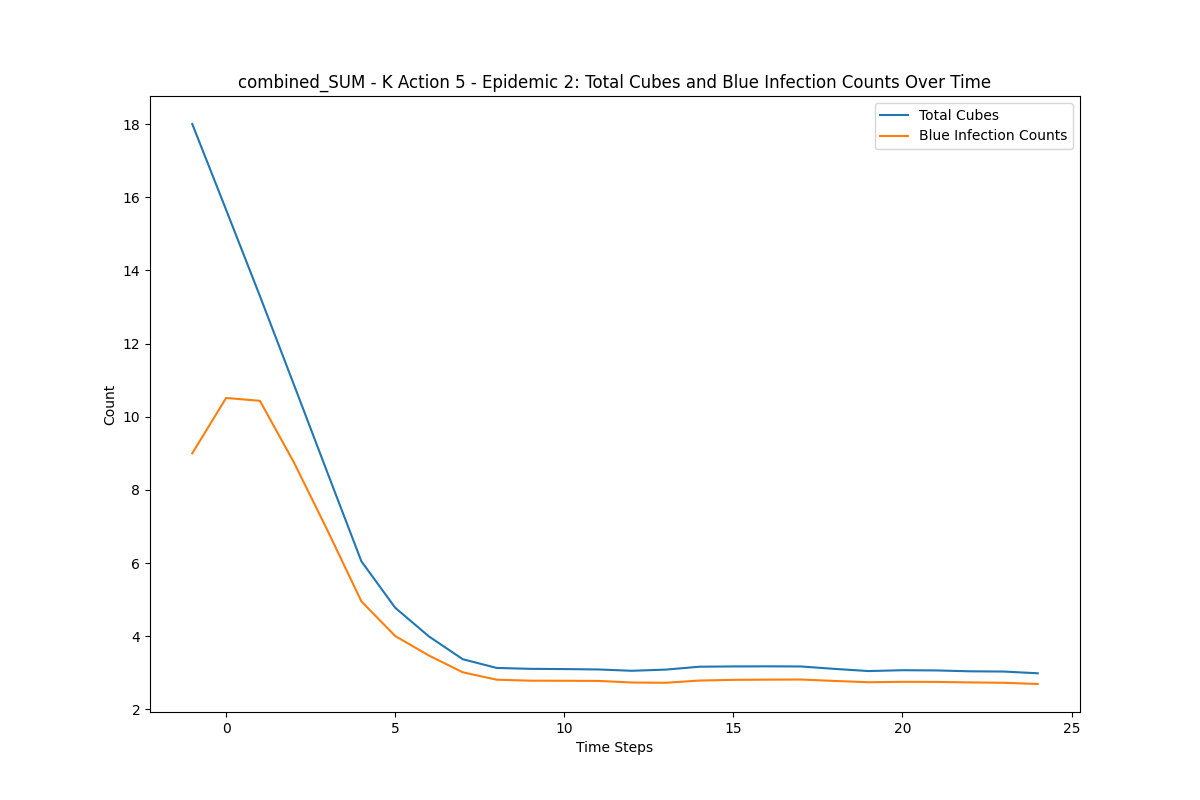 combined_SUM - K Action 5 - Epidemic 2: Total Cubes and Blue Infection Counts Over Time
Total Cubes
Blue Infection Counts
18
16
14
12
10
8
6
4
2
Count
0 5 10 15 20 25
Time Steps